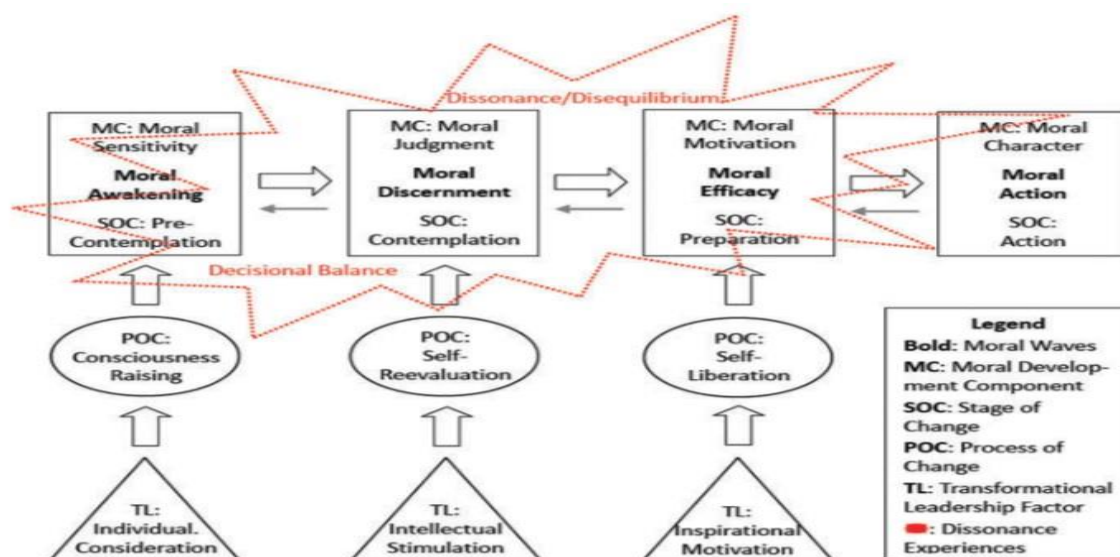 Dissonance/Disequilibrium
MC: Moral
Sensitivity
Moral
Awakening
SOC: Pre-
Contemplation
MC: Moral
Judgment
Moral
Discernment
SOC: Contemplation
MC: Moral
Motivation
Moral
Efficacy
SOC:
Preparation
MC: Moral
Character
Moral
Action
SOC:
Action
Decisional Balance
POC:
Consciousness
Raising
POC:
Self-
Reevaluation
POC:
Self-
Liberation
TL:
Individual.
Consideration
TL:
Intellectual
Stimulation
TL:
Inspirational
Motivation
Legend
Bold: Moral Waves
MC: Moral Develop-
ment Component
SOC: Stage of
Change
POC: Process of
Change
TL: Transformational
Leadership Factor
: Dissonance
Experiences